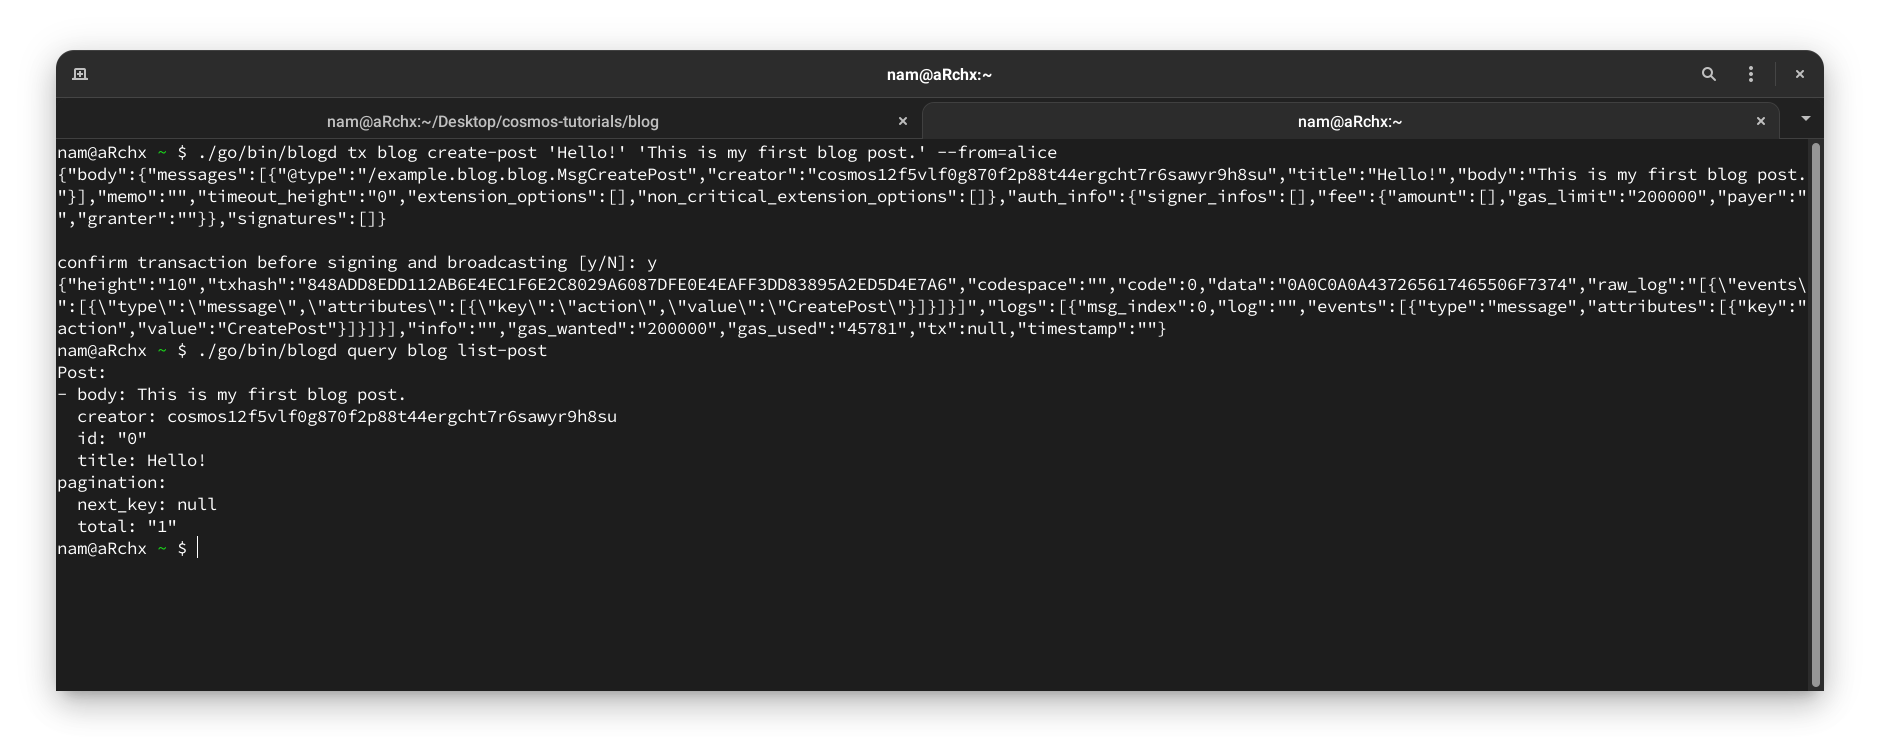 nam@aRchx:~
nam@aRchx:~/Desktop/cosmos-tutorials/blog
nam@aRchx:~
nam@aRchx ~ $ ./go/bin/blogd tx blog create-post 'Hello!' 'This is my first blog post.' --from=alice
{"body":{"messages":[{"@type":"/example.blog.blog.MsgCreatePost","creator":"cosmos12f5vlf0g870f2p88t44ergcht7r6sawyr9h8su","title":"Hello!","body":"This is my first blog post.
"}],"memo":"","timeout_height":"0","extension_options":[],"non_critical_extension_options":[]},"auth_info":{"signer_infos":[],"fee":{"amount":[],"gas_limit":"200000","payer":"
","granter":""}},"signatures":[]}
confirm transaction before signing and broadcasting [y/N]: y
{"height":"10","txhash":"848ADD8EDD112AB6E4EC1F6E2C8029A6087DFE0E4EAFF3DD83895A2ED5D4E7A6","codespace":"","code":0,"data":"0A0C0A0A437265617465506F7374","raw_log":"[{\"events\
":[{\"type\":\"message\",\"attributes\":[{\"key\":\"action\",\"value\":\"CreatePost\"}]}]}]","logs":[{"msg_index":0,"log":"","events":[{"type":"message","attributes":[{"key":"
action","value":"CreatePost"}]}]}],"info":"","gas_wanted":"200000","gas_used":"45781","tx":null,"timestamp":""}
nam@aRchx ~ $ ./go/bin/blogd query blog list-post
Post:
- body: This is my first blog post.
  creator: cosmos12f5vlf0g870f2p88t44ergcht7r6sawyr9h8su
  id: "0"
  title: Hello!
pagination:
  next_key: null
  total: "1"
nam@aRchx ~ $